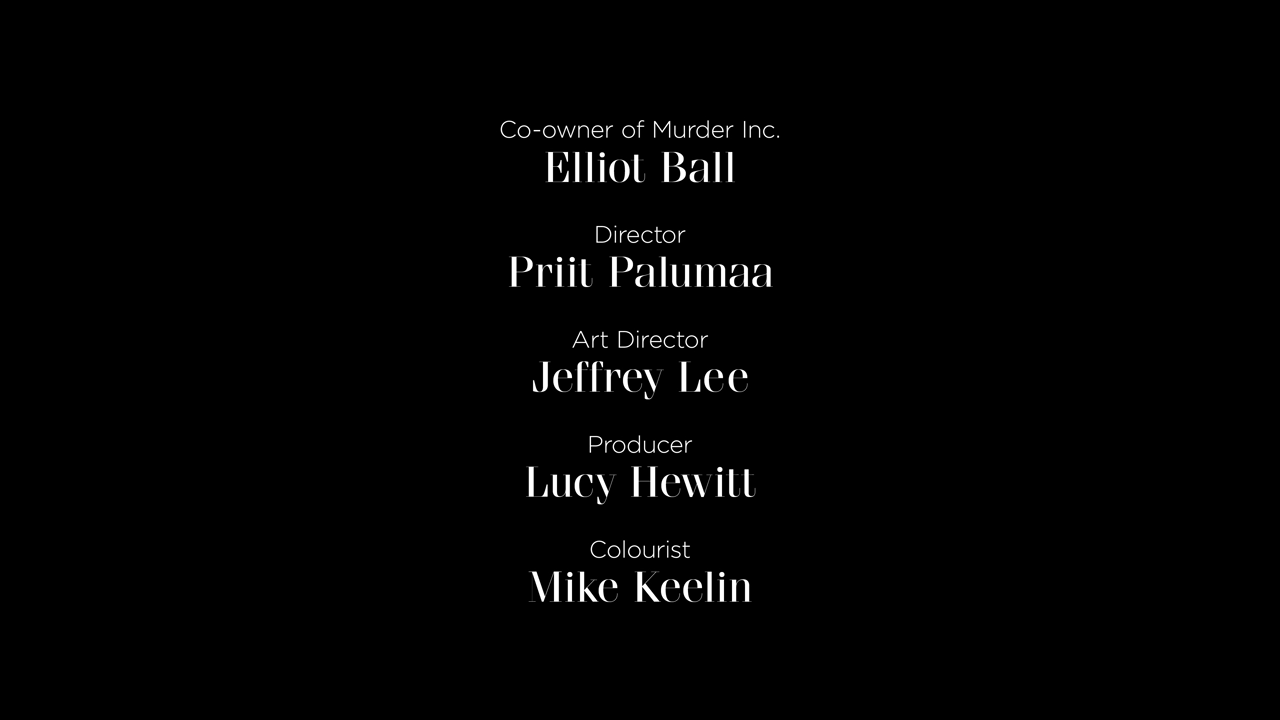 Co-owner of Murder Inc.
Elliot Ball
Director
Priit Palumaa
Art Director
Jeffrey Lee
Producer
Lucy Hewitt
Colourist
Mike Keelin